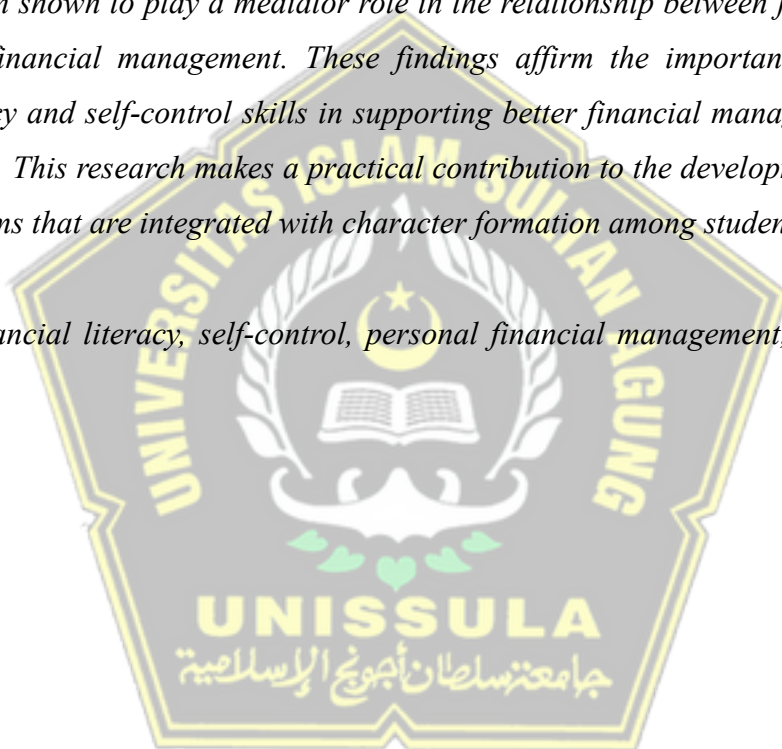 n shown to play a mediator role in the relationship between f
financial management. These findings affirm the importan
cy and self-control skills in supporting better financial mana
This research makes a practical contribution to the develop
ms that are integrated with character formation among studen
ancial literacy, self-control, personal financial management,
UNIVERSITAS ISLAM SULTAN AGUNG
UNISSULA
جامعة سلطان أجونج الإسلامية